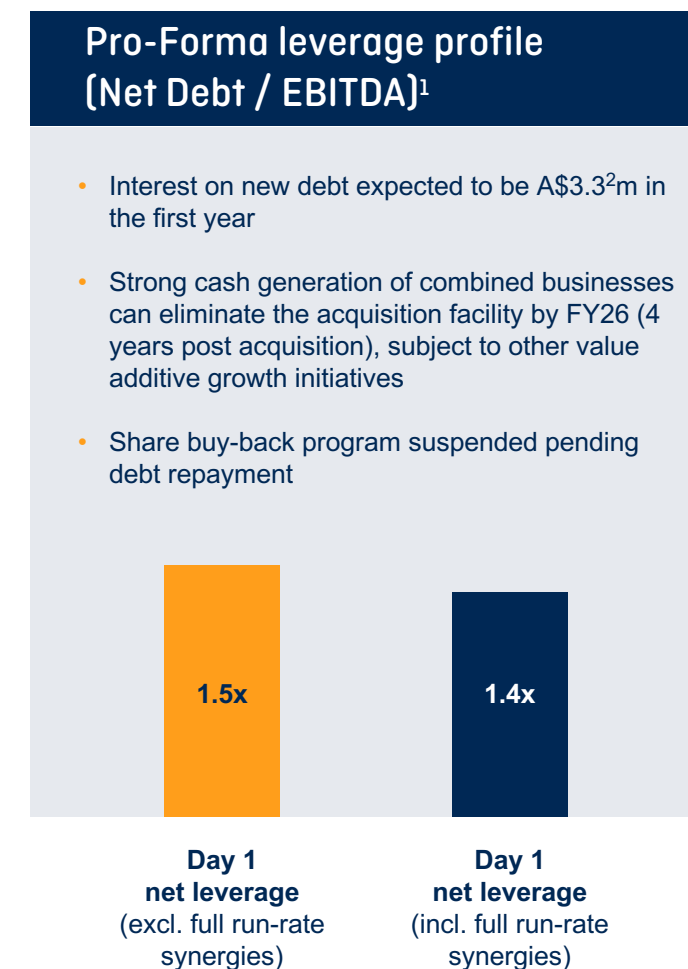 Pro-Forma leverage profile
(Net Debt / EBITDA)¹
• Interest on new debt expected to be A$3.3²m in
the first year
• Strong cash generation of combined businesses
can eliminate the acquisition facility by FY26 (4
years post acquisition), subject to other value
additive growth initiatives
• Share buy-back program suspended pending
debt repayment
1.5x
1.4x
Day 1
net leverage
(excl. full run-rate
synergies)
Day 1
net leverage
(incl. full run-rate
synergies)